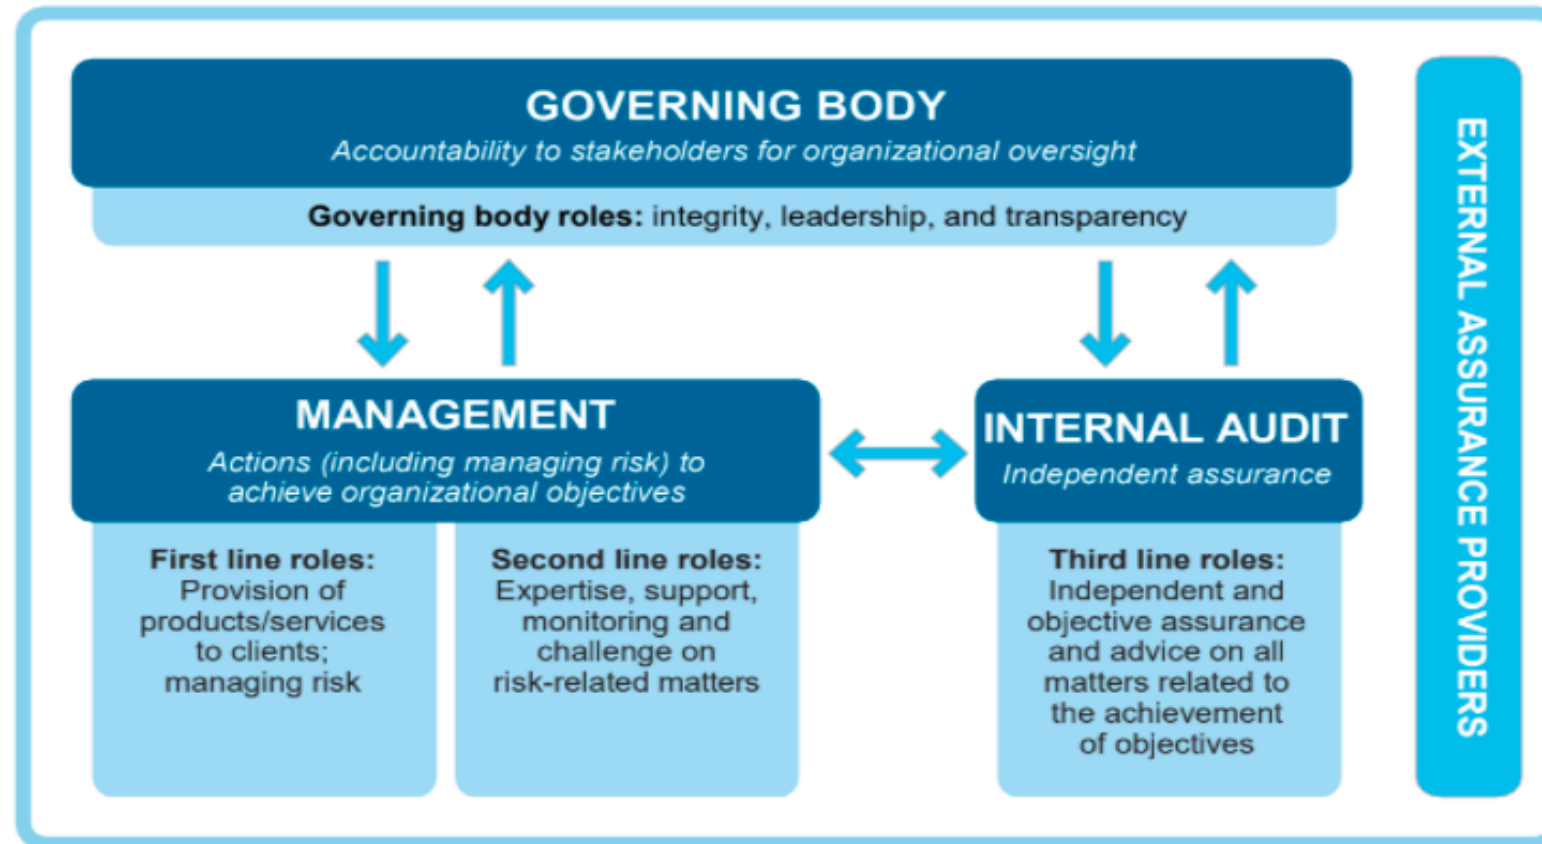 GOVERNING BODY
Accountability to stakeholders for organizational oversight
Governing body roles: integrity, leadership, and transparency
MANAGEMENT
Actions (including managing risk) to
achieve organizational objectives
First line roles:
Provision of
products/services
to clients;
managing risk
Second line roles:
Expertise, support,
monitoring and
challenge on
risk-related matters
INTERNAL AUDIT
Independent assurance
Third line roles:
Independent and
objective assurance
and advice on all
matters related to
the achievement
of objectives
EXTERNAL ASSURANCE PROVIDERS